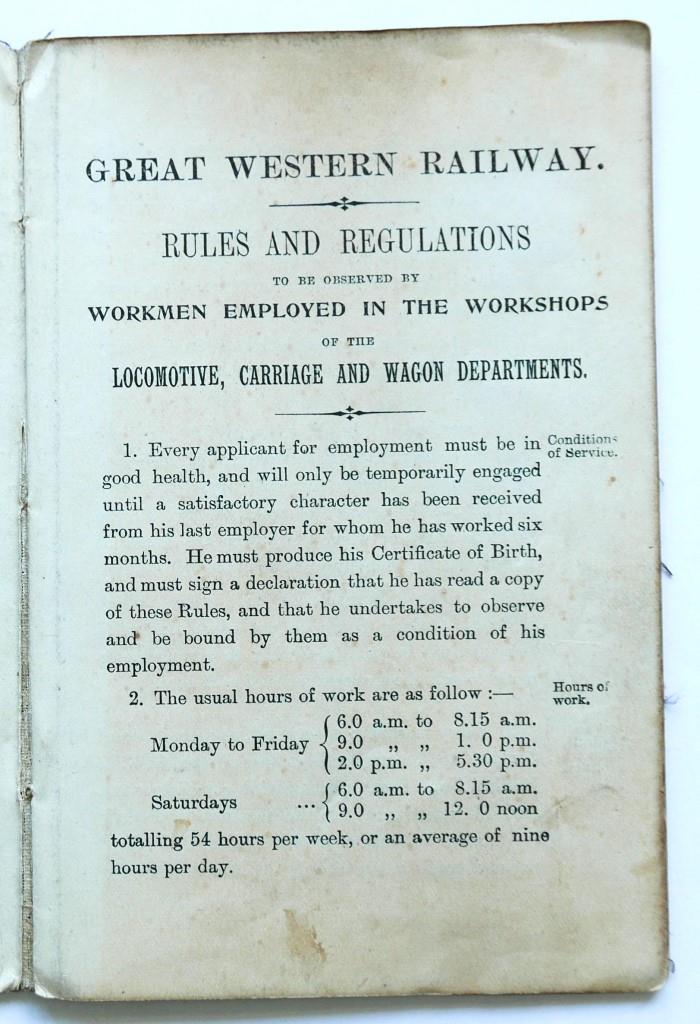 GREAT WESTERN RAILWAY.
RULES AND REGULATIONS
TO BE OBSERVED BY
WORKMEN EMPLOYED IN THE WORKSHOPS
OF THE
LOCOMOTIVE, CARRIAGE AND WAGON DEPARTMENTS.
1. Every applicant for employment must be in
Conditions
of Service.
good health, and will only be temporarily engaged
until a satisfactory character has been received
from his last employer for whom he has worked six
months. He must produce his Certificate of Birth,
and must sign a declaration that he has read a copy
of these Rules, and that he undertakes to observe
and be bound by them as a condition of his
employment.
2. The usual hours of work are as follow :—
Hours of
work.
6.0 a.m. to 8.15 a.m.
Monday to Friday { 9.0 „ „ 1. 0 p.m.
2.0 p.m. „ 5.30 p.m.
Saturdays ... { 6.0 a.m. to 8.15 a.m.
9.0 „ „ 12. 0 noon
totalling 54 hours per week, or an average of nine
hours per day.